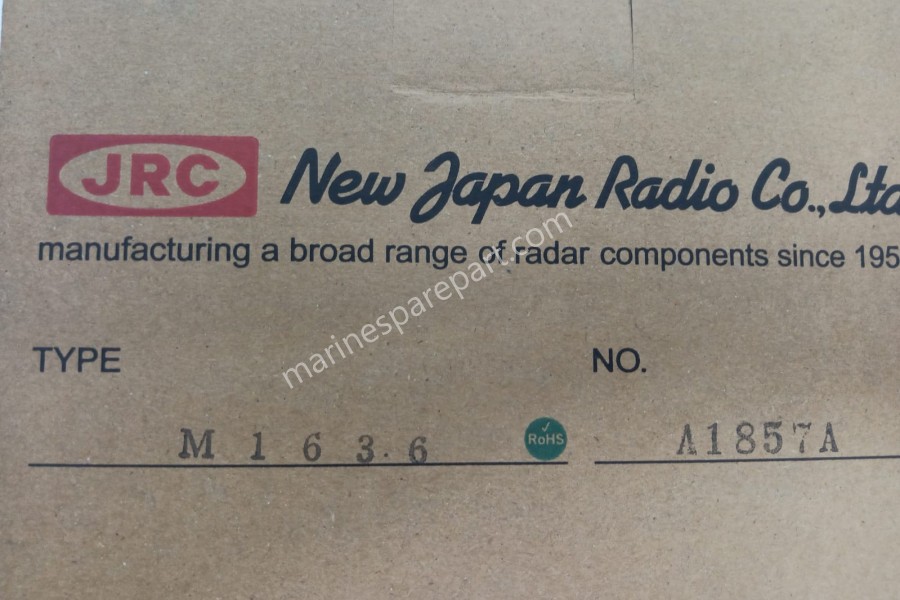 JRC New Japan Radio Co., Ltd
manufacturing a broad range of radar components since 195
marinesparepart.com
TYPE NO.
M 1 6 3 . 6 RoHS A1857A